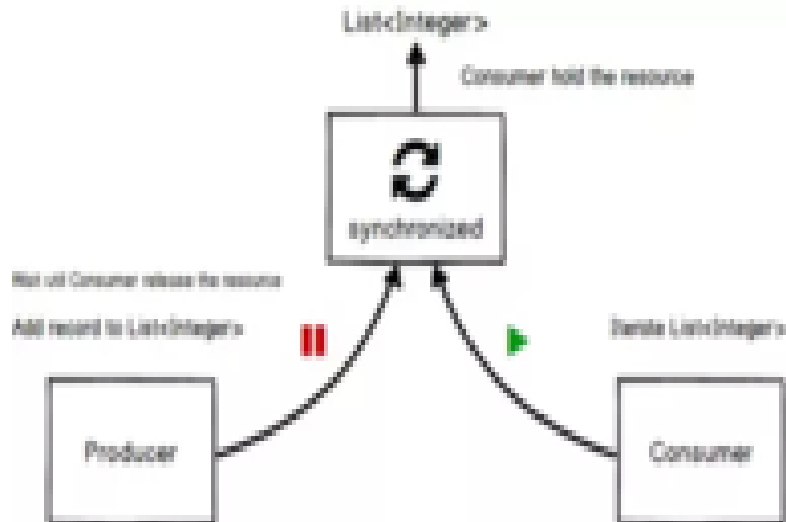 List<Integer>
Consumer hold the resource
synchronized
Wait util Consumer release the resource
Add record to List<Integer>
Iterate List<Integer>
Producer
Consumer